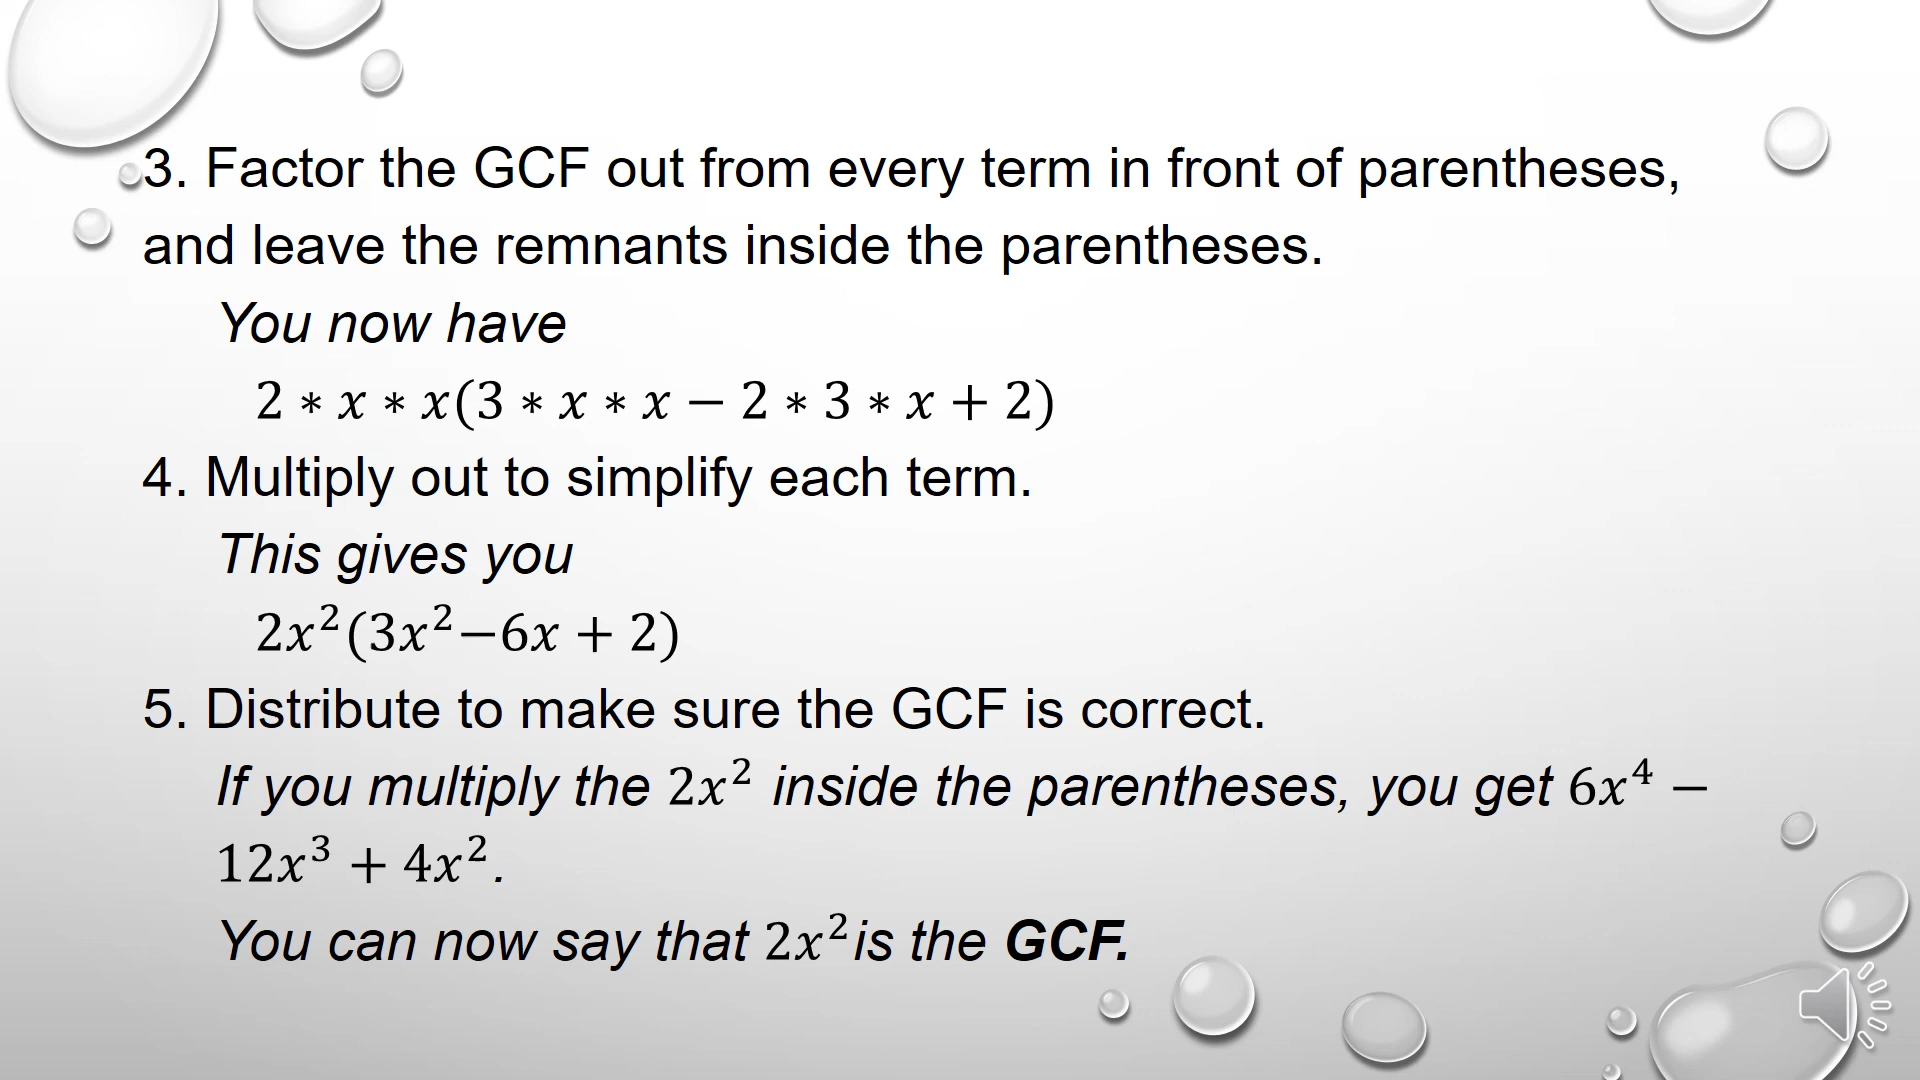 3. Factor the GCF out from every term in front of parentheses,
and leave the remnants inside the parentheses.
You now have
2 ∗ x ∗ x(3 ∗ x ∗ x − 2 ∗ 3 ∗ x + 2)
4. Multiply out to simplify each term.
This gives you
2x²(3x²−6x + 2)
5. Distribute to make sure the GCF is correct.
If you multiply the 2x² inside the parentheses, you get 6x⁴ −
12x³ + 4x².
You can now say that 2x² is the GCF.